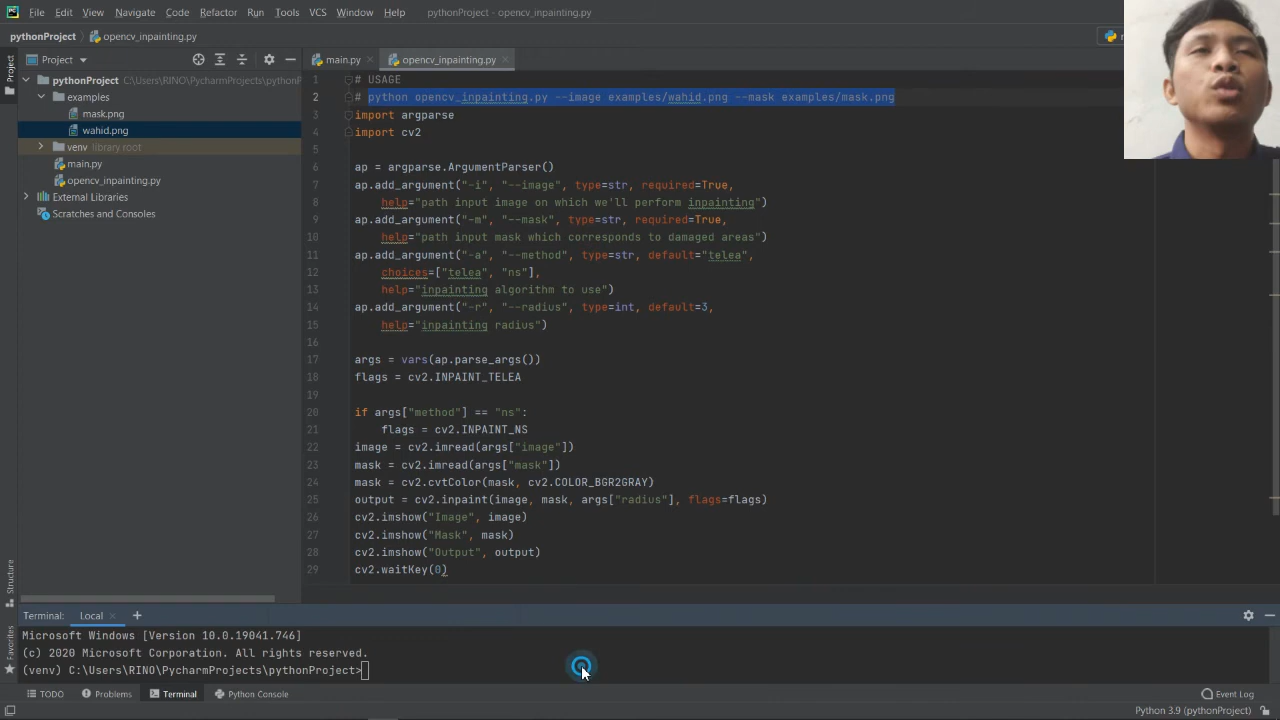 File Edit View Navigate Code Refactor Run Tools VCS Window Help pythonProject - opencv_inpainting.py
pythonProject opencv_inpainting.py
Project main.py opencv_inpainting.py
pythonProject C:\Users\RINO\PycharmProjects\pythonP
examples
mask.png
wahid.png
venv library root
main.py
opencv_inpainting.py
External Libraries
Scratches and Consoles
Project
Structure
Favorites
1 # USAGE
2 # python opencv_inpainting.py --image examples/wahid.png --mask examples/mask.png
3 import argparse
4 import cv2
5
6 ap = argparse.ArgumentParser()
7 ap.add_argument("-i", "--image", type=str, required=True,
8 help="path input image on which we'll perform inpainting")
9 ap.add_argument("-m", "--mask", type=str, required=True,
10 help="path input mask which corresponds to damaged areas")
11 ap.add_argument("-a", "--method", type=str, default="telea",
12 choices=["telea", "ns"],
13 help="inpainting algorithm to use")
14 ap.add_argument("-r", "--radius", type=int, default=3,
15 help="inpainting radius")
16
17 args = vars(ap.parse_args())
18 flags = cv2.INPAINT_TELEA
19
20 if args["method"] == "ns":
21 flags = cv2.INPAINT_NS
22 image = cv2.imread(args["image"])
23 mask = cv2.imread(args["mask"])
24 mask = cv2.cvtColor(mask, cv2.COLOR_BGR2GRAY)
25 output = cv2.inpaint(image, mask, args["radius"], flags=flags)
26 cv2.imshow("Image", image)
27 cv2.imshow("Mask", mask)
28 cv2.imshow("Output", output)
29 cv2.waitKey(0)
Terminal: Local
Microsoft Windows [Version 10.0.19041.746]
(c) 2020 Microsoft Corporation. All rights reserved.
(venv) C:\Users\RINO\PycharmProjects\pythonProject>
TODO Problems Terminal Python Console Event Log
Python 3.9 (pythonProject)